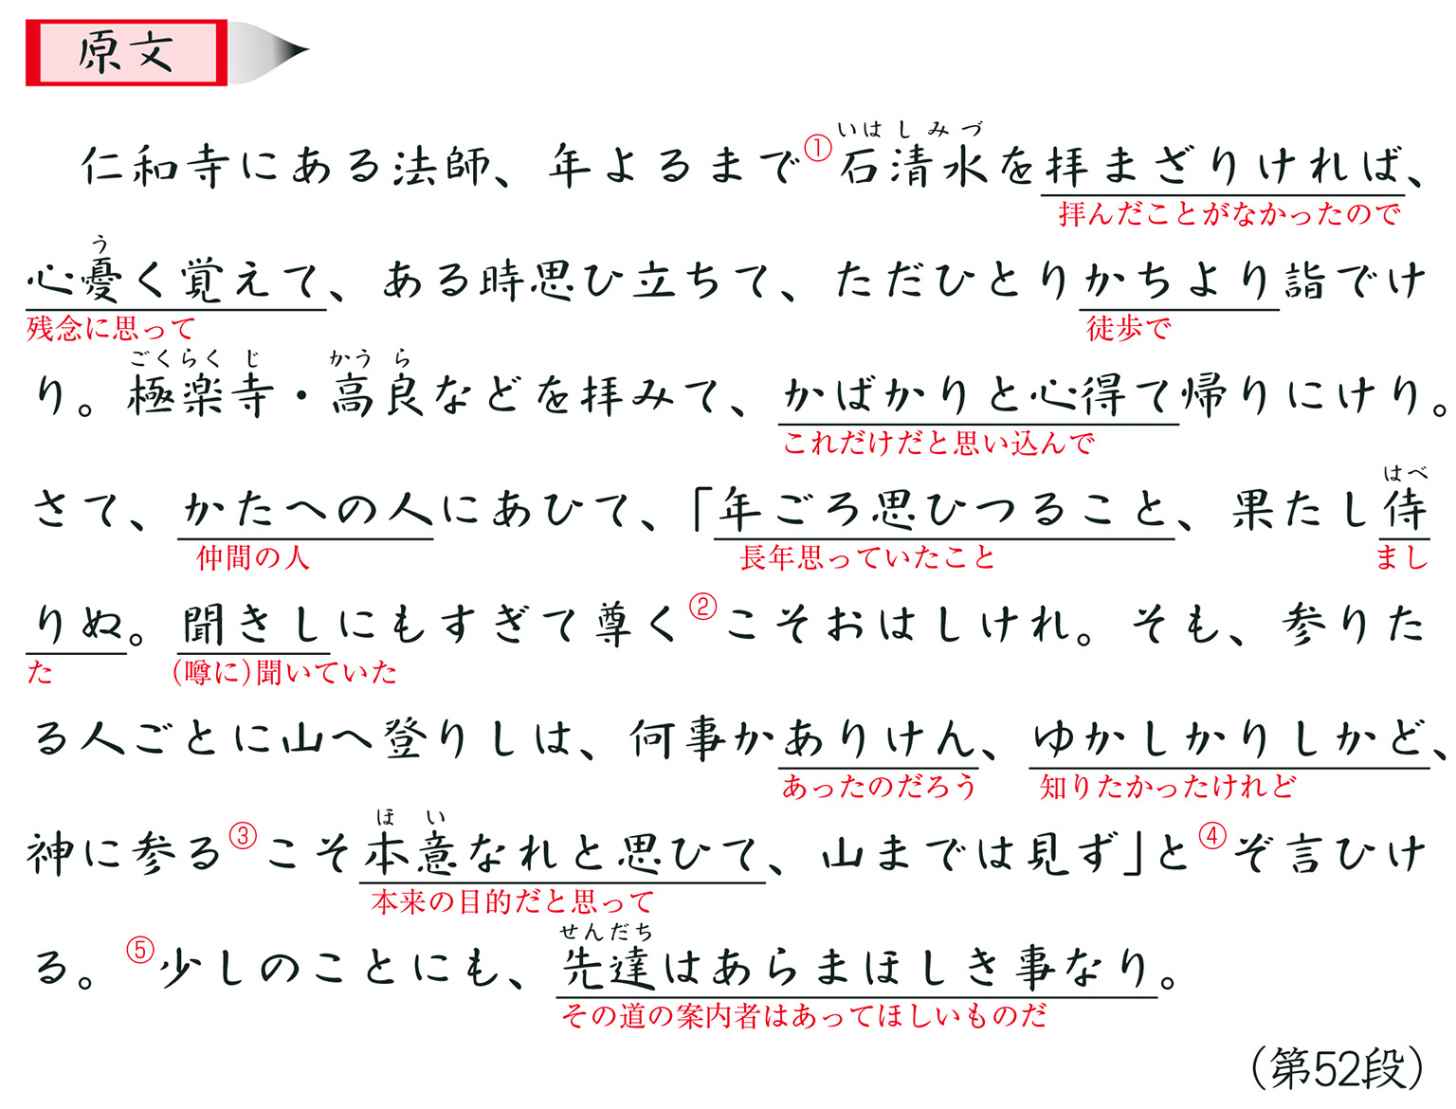 原文
いはしみづ
仁和寺にある法師、年よるまで①石清水を拝まざりければ、
拝んだことがなかったので
う
心憂く覚えて、ある時思ひ立ちて、ただひとりかちより詣でけ
残念に思って 徒歩で
ごくらくじ かうら
り。極楽寺・高良などを拝みて、かばかりと心得て帰りにけり。
これだけだと思い込んで
はべ
さて、かたへの人にあひて、「年ごろ思ひつること、果たし侍
仲間の人 長年思っていたこと まし
りぬ。聞きしにもすぎて尊く②こそおはしけれ。そも、参りた
た (噂に)聞いていた
る人ごとに山へ登りしは、何事かありけん、ゆかしかりしかど、
あったのだろう 知りたかったけれど
ほい
神に参る③こそ本意なれと思ひて、山までは見ず」と④ぞ言ひけ
本来の目的だと思って
せんだち
る。⑤少しのことにも、先達はあらまほしき事なり。
その道の案内者はあってほしいものだ
(第52段)